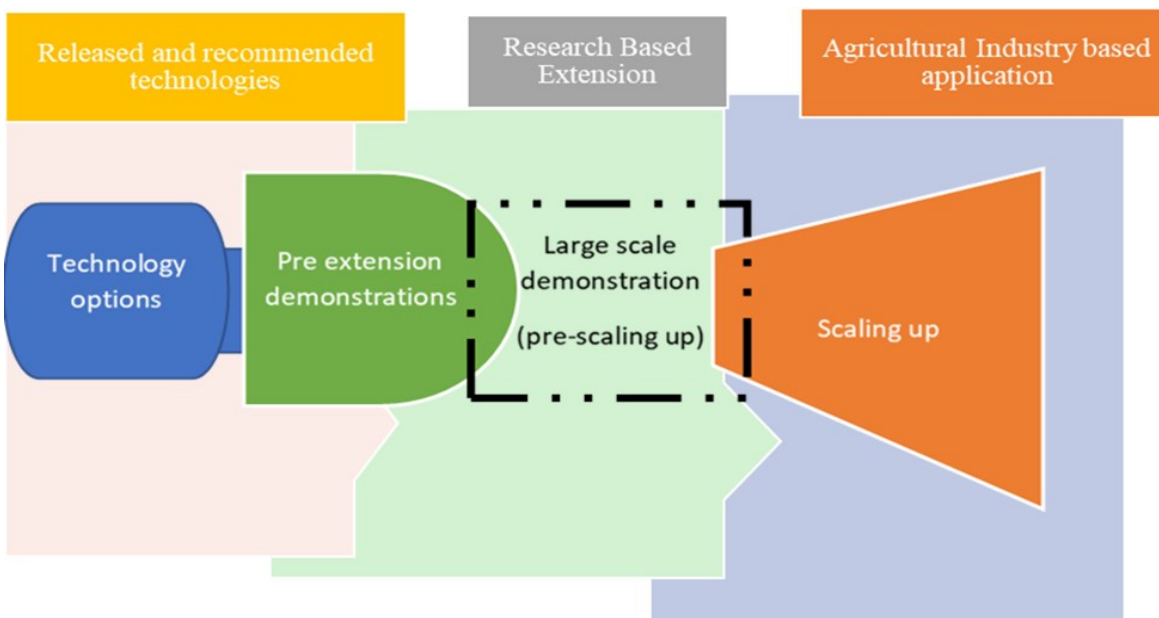 Released and recommended
technologies
Research Based
Extension
Agricultural Industry based
application
Technology
options
Pre extension
demonstrations
Large scale
demonstration
(pre-scaling up)
Scaling up